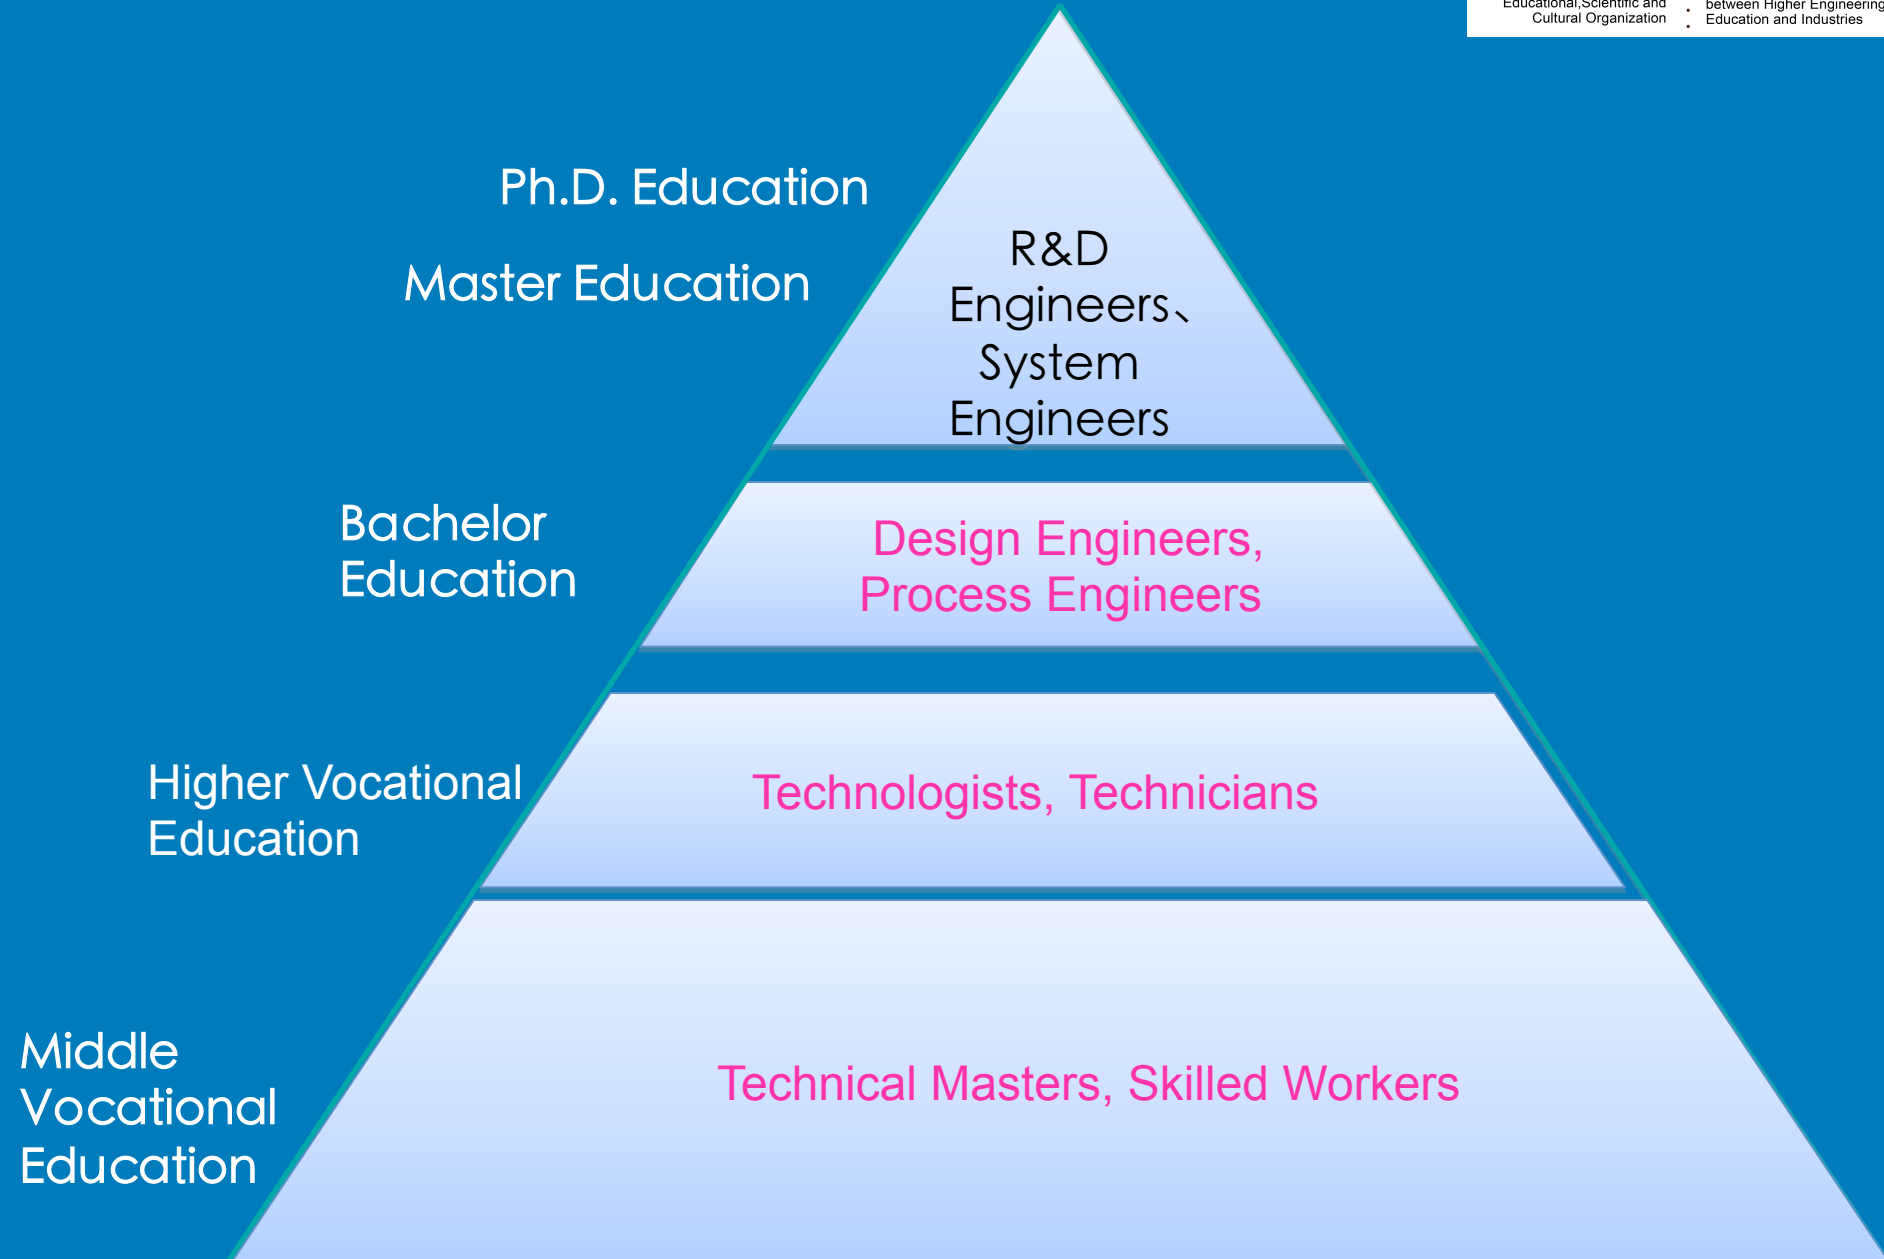 Educational,Scientific and
Cultural Organization
between Higher Engineering
Education and Industries
Ph.D. Education
Master Education
R&D
Engineers、
System
Engineers
Bachelor
Education
Design Engineers,
Process Engineers
Higher Vocational
Education
Technologists, Technicians
Middle
Vocational
Education
Technical Masters, Skilled Workers